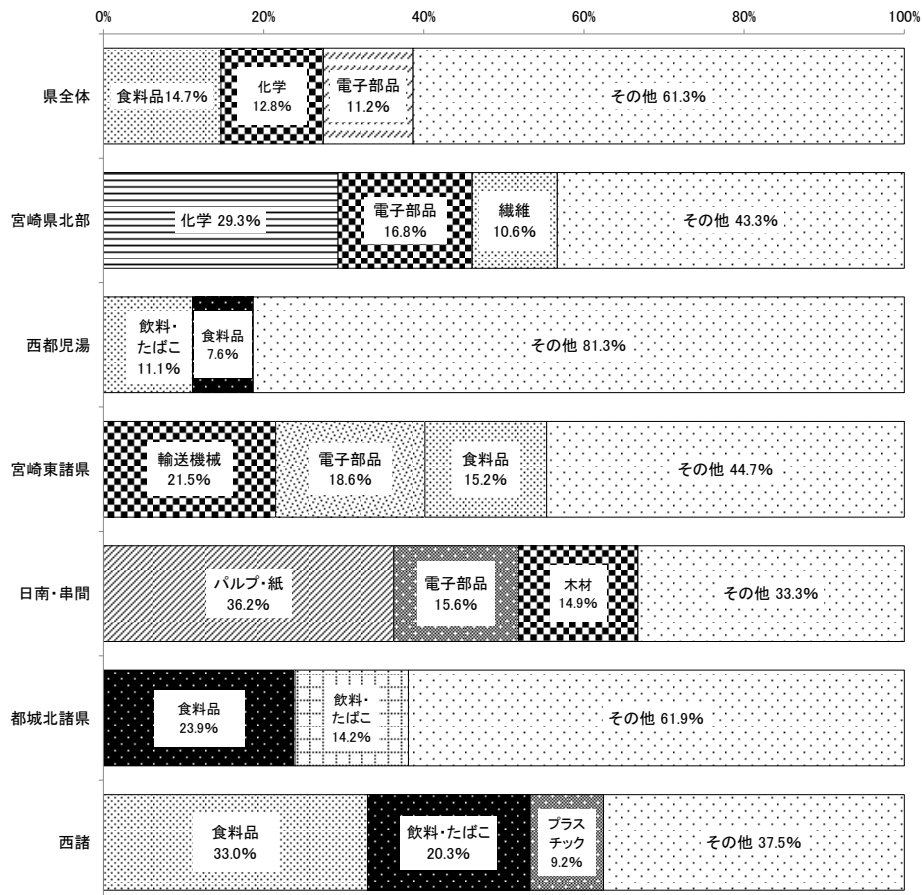 0% 20% 40% 60% 80% 100%
県全体
食料品14.7%
化学
12.8%
電子部品
11.2%
その他 61.3%
宮崎県北部
化学 29.3%
電子部品
16.8%
繊維
10.6%
その他 43.3%
西都児湯
飲料・
たばこ
11.1%
食料品
7.6%
その他 81.3%
宮崎東諸県
輸送機械
21.5%
電子部品
18.6%
食料品
15.2%
その他 44.7%
日南・串間
パルプ・紙
36.2%
電子部品
15.6%
木材
14.9%
その他 33.3%
都城北諸県
食料品
23.9%
飲料・
たばこ
14.2%
その他 61.9%
西諸
食料品
33.0%
飲料・たばこ
20.3%
プラス
チック
9.2%
その他 37.5%